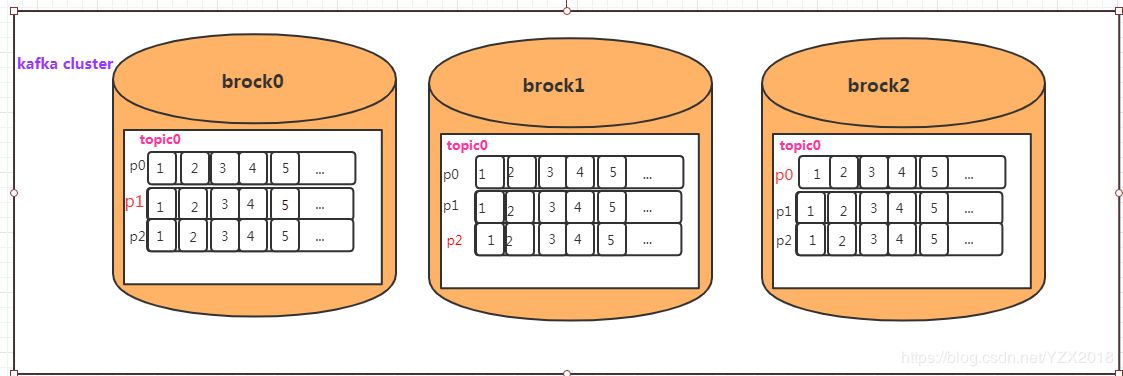 kafka cluster
brock0
topic0
p0 1 2 3 4 5 ...
p1 1 2 3 4 5 ...
p2 1 2 3 4 5 ...
brock1
topic0
p0 1 2 3 4 5 ...
p1 1 2 3 4 5 ...
p2 1 2 3 4 5 ...
brock2
topic0
p0 1 2 3 4 5 ...
p1 1 2 3 4 5 ...
p2 1 2 3 4 5 ...
https://blog.csdn.net/YZX2018